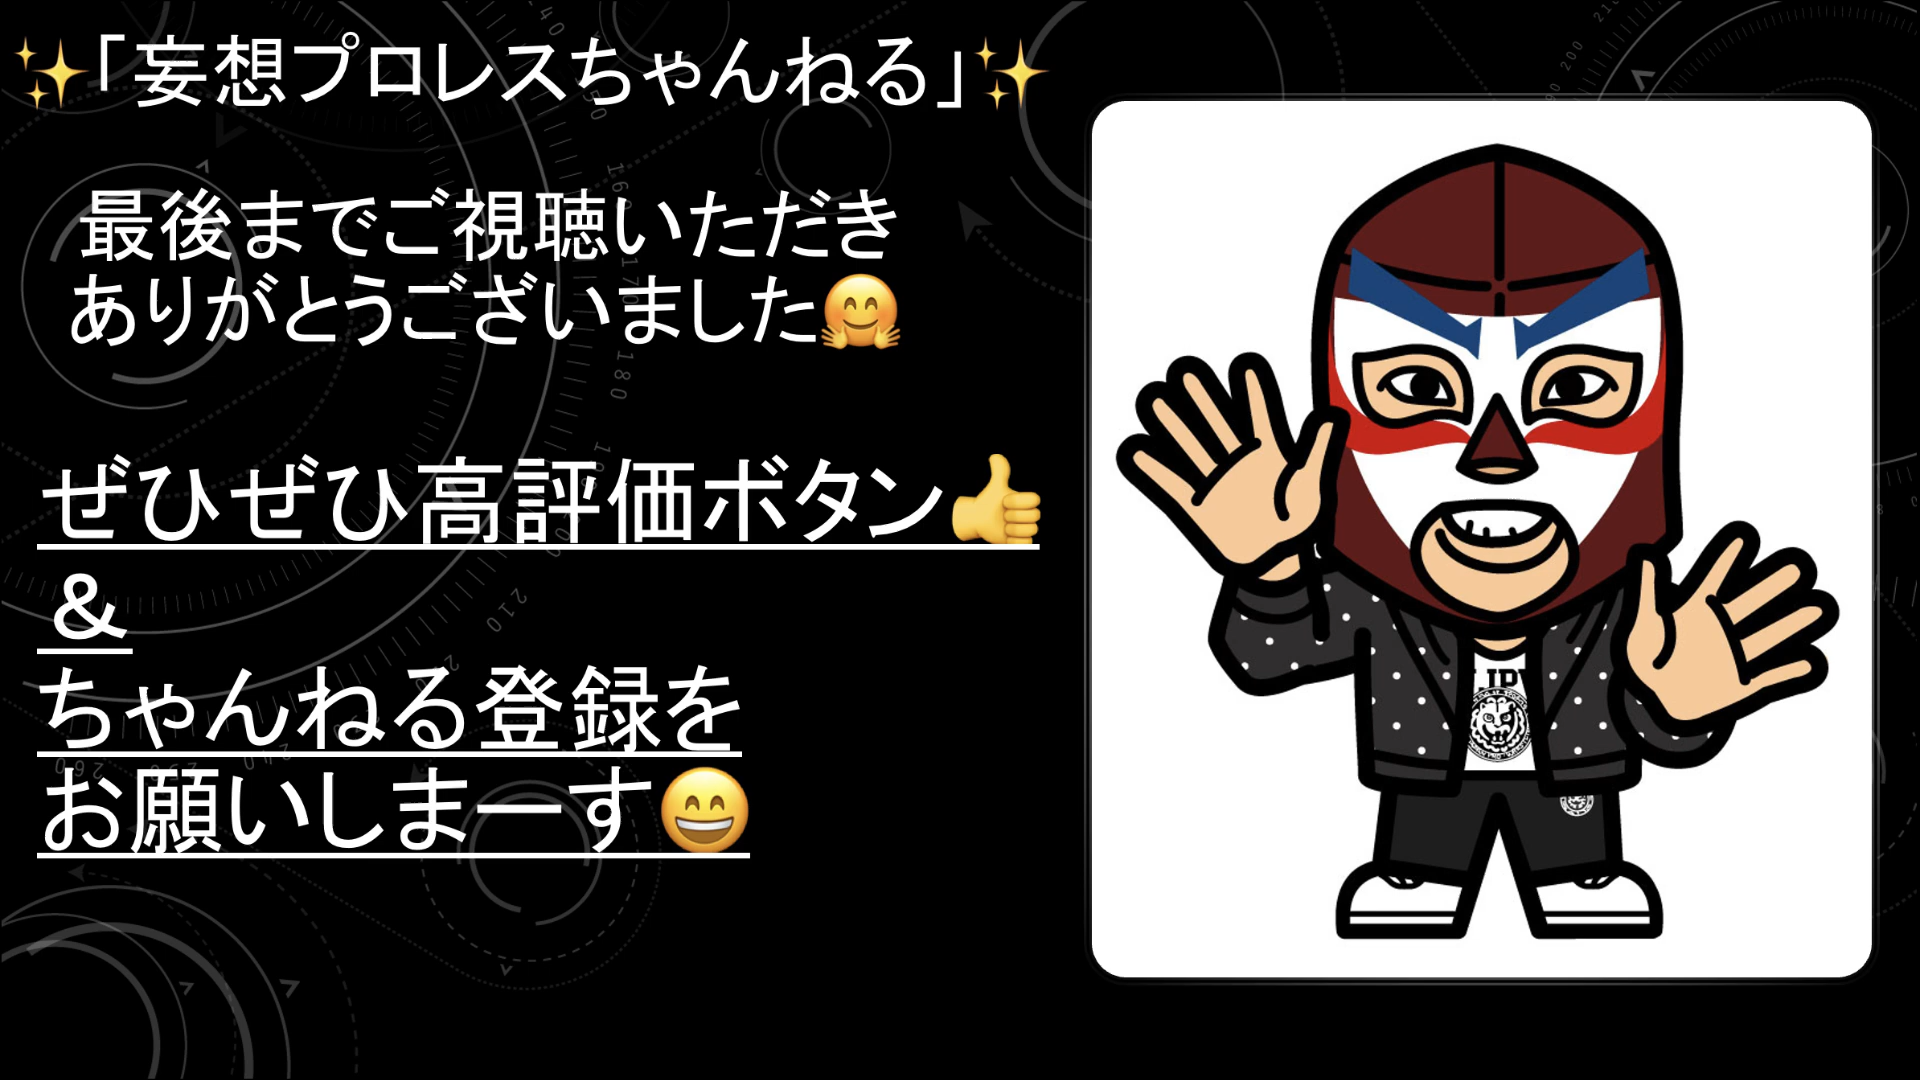 ✨「妄想プロレスちゃんねる」✨
最後までご視聴いただき
ありがとうございました🤗
ぜひぜひ高評価ボタン👍
&
ちゃんねる登録を
お願いしまーす😄